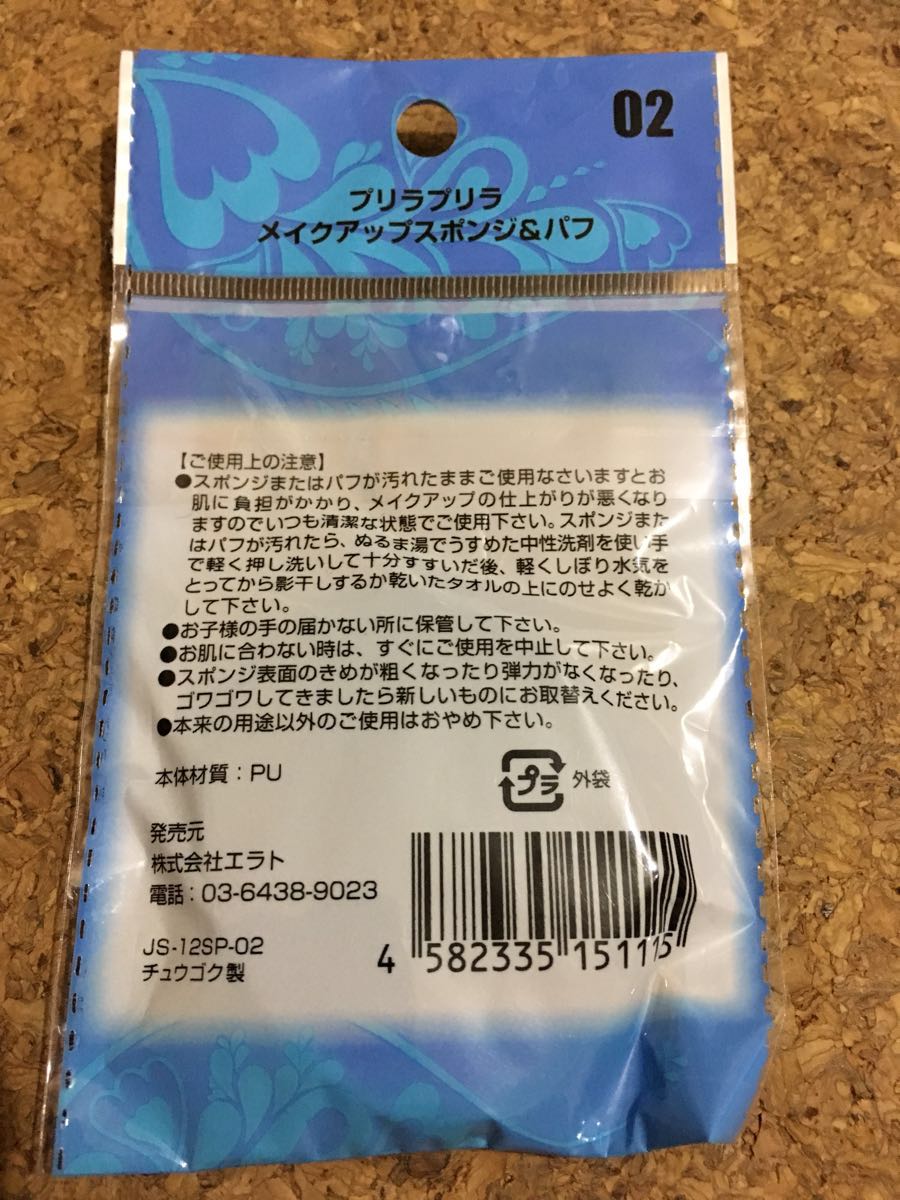 02
プリラプリラ
メイクアップスポンジ&パフ
【ご使用上の注意】
●スポンジまたはパフが汚れたままご使用なさいますとお
肌に負担がかかり、メイクアップの仕上がりが悪くなり
ますのでいつも清潔な状態でご使用下さい。スポンジまた
はパフが汚れたら、ぬるま湯でうすめた中性洗剤を使い手
で軽く押し洗いして十分すすいだ後、軽くしぼり水気を
とってから影干しするか乾いたタオルの上にのせよく乾か
して下さい。
●お子様の手の届かない所に保管して下さい。
●お肌に合わない時は、すぐにご使用を中止して下さい。
●スポンジ表面のきめが粗くなったり弾力がなくなったり、
ゴワゴワしてきましたら新しいものにお取替えください。
●本来の用途以外のご使用はおやめ下さい。
本体材質：PU
プラ 外袋
発売元
株式会社エラト
電話：03-6438-9023
JS-12SP-02
チュウゴク製
4 582335 151115